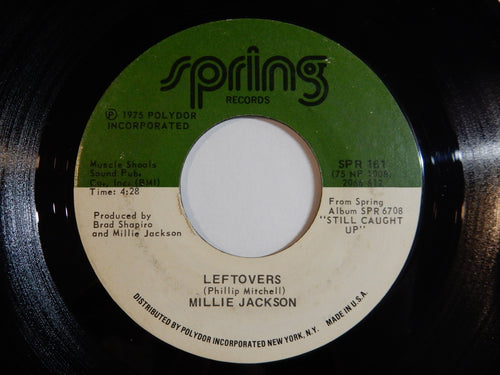 spring
RECORDS
Ⓟ 1975 POLYDOR
INCORPORATED
Muscle Shoals
Sound Pub.
Co., Inc. (BMI)
Time: 4:28
Produced by
Brad Shapiro
and Millie Jackson
SPR 161
From Spring
Album SPR 6708
"STILL CAUGHT
UP"
LEFTOVERS
(Phillip Mitchell)
MILLIE JACKSON
DISTRIBUTED BY POLYDOR INCORPORATED NEW YORK, N.Y. MADE IN U.S.A.